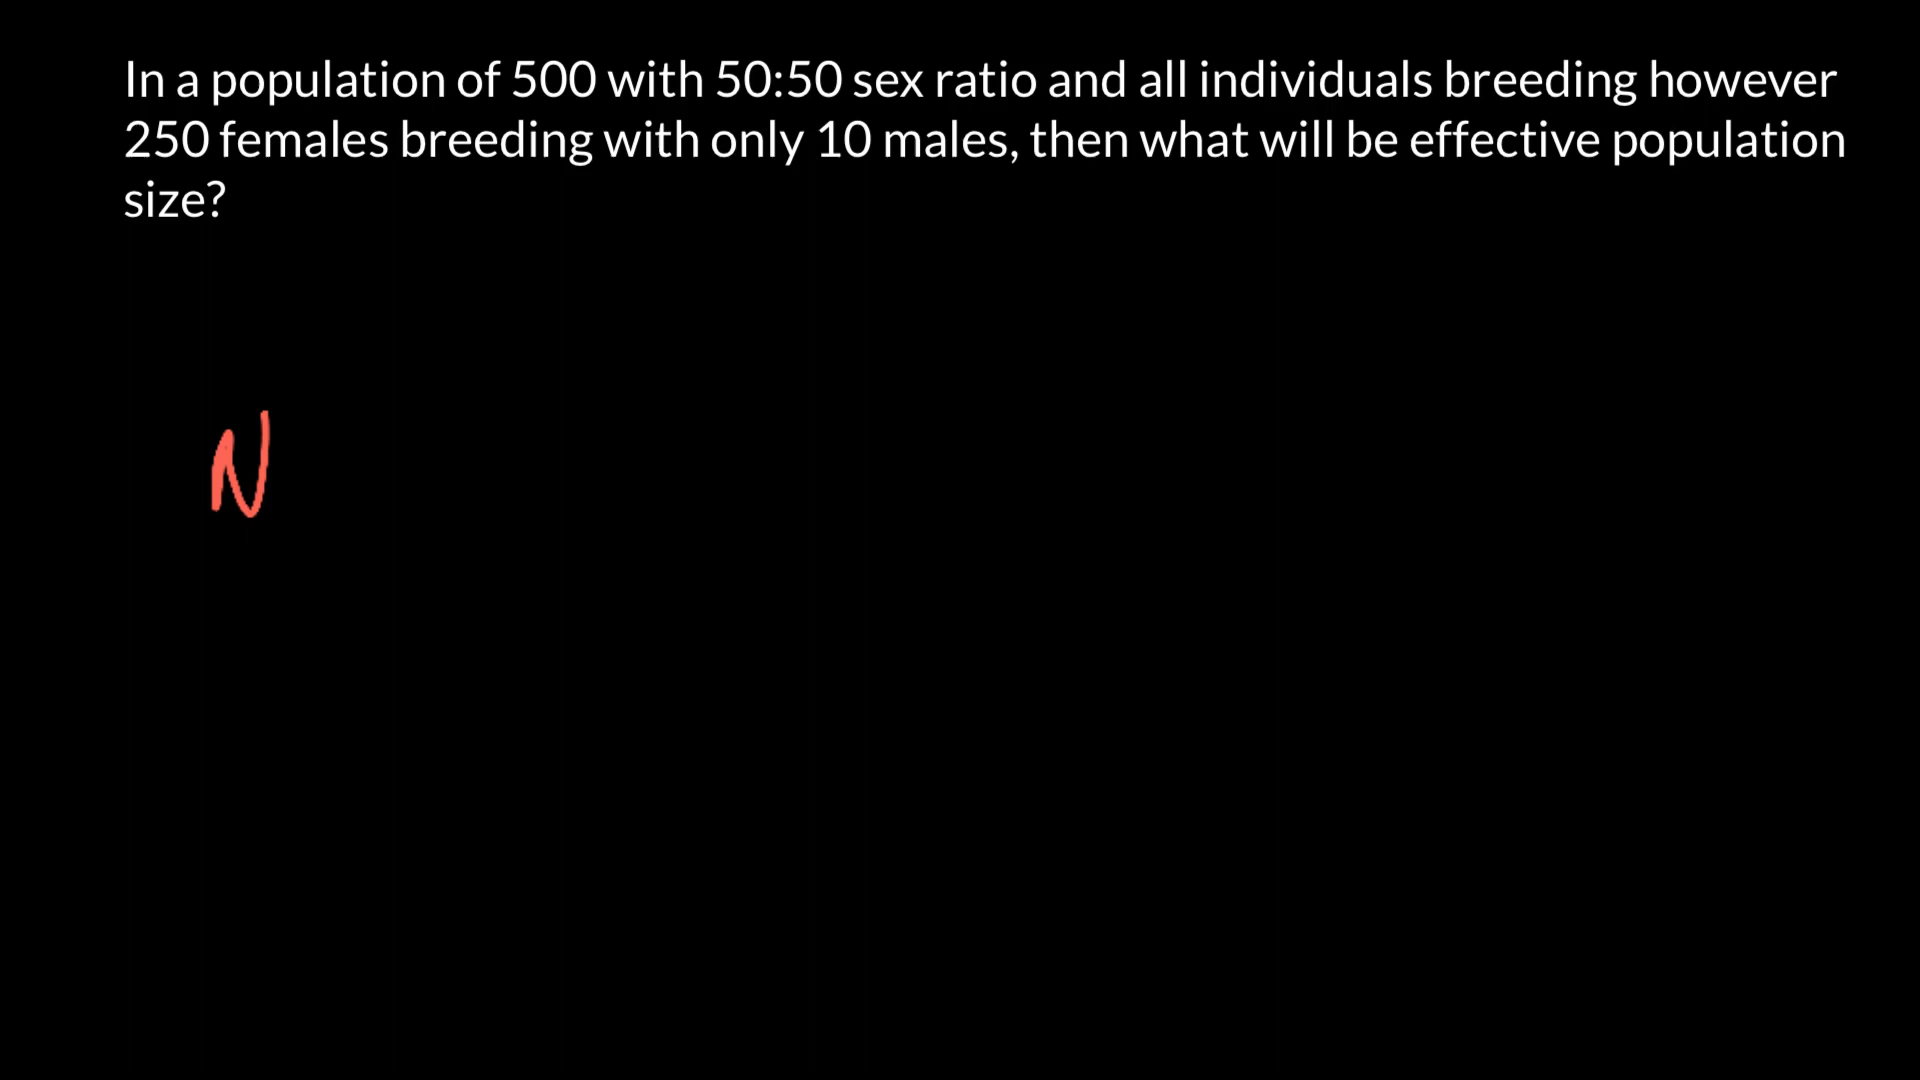 In a population of 500 with 50:50 sex ratio and all individuals breeding however
250 females breeding with only 10 males, then what will be effective population
size?
N